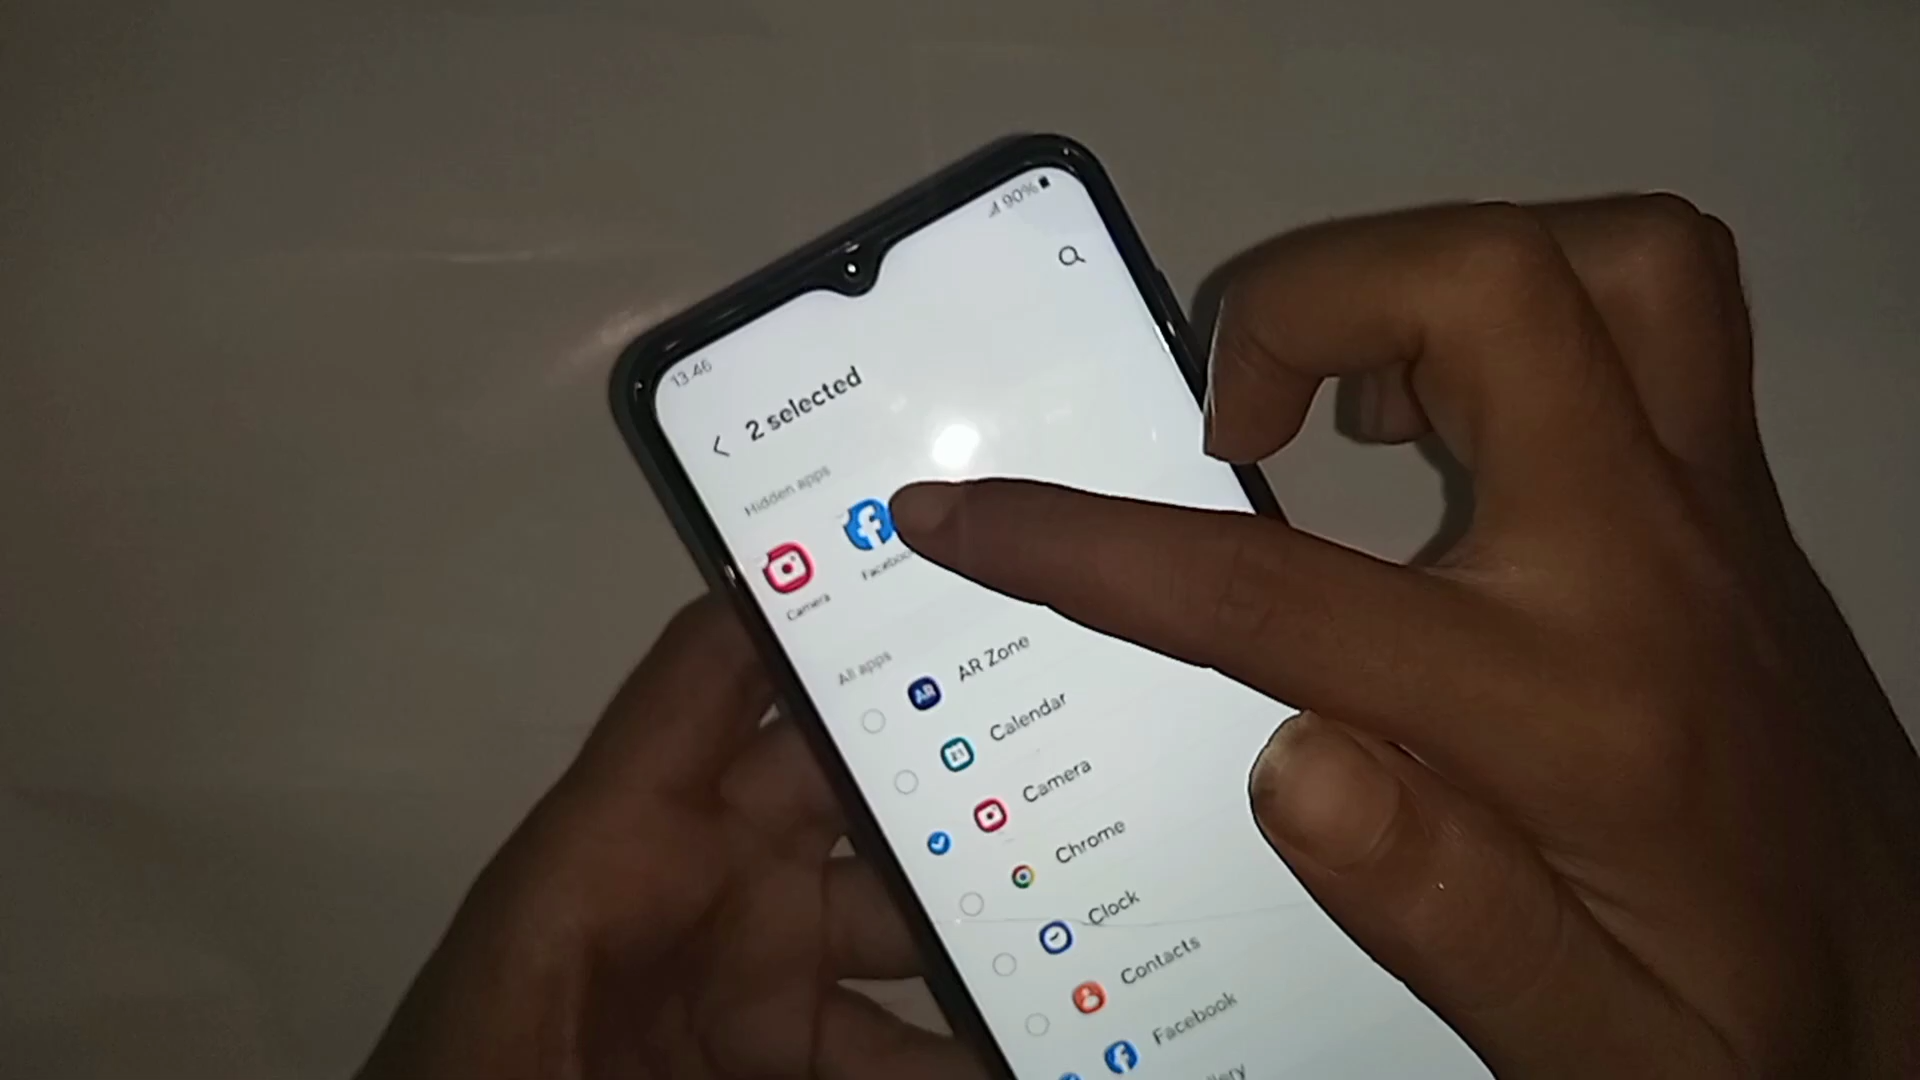 13.46
90%
2 selected
Hidden apps
Camera
All apps
AR Zone
Calendar
Camera
Chrome
Clock
Contacts
Facebook